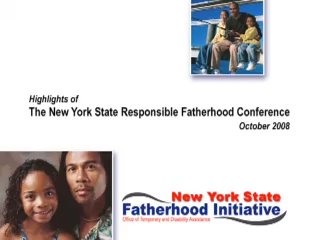 Highlights of
The New York State Responsible Fatherhood Conference
October 2008
New York State
Fatherhood Initiative
Office of Temporary and Disability Assistance